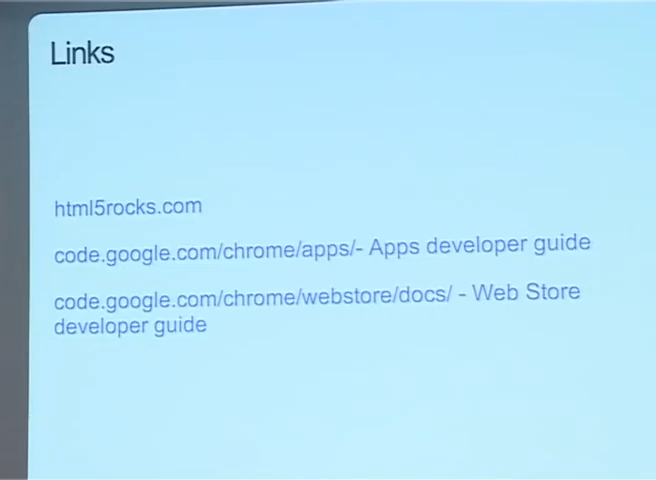 Links
html5rocks.com
code.google.com/chrome/apps/- Apps developer guide
code.google.com/chrome/webstore/docs/ - Web Store
developer guide